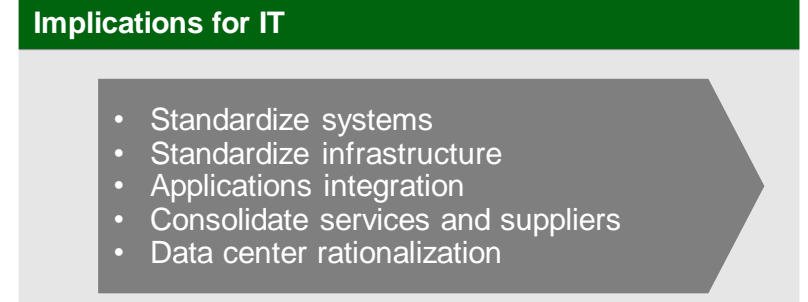 Implications for IT
• Standardize systems
• Standardize infrastructure
• Applications integration
• Consolidate services and suppliers
• Data center rationalization